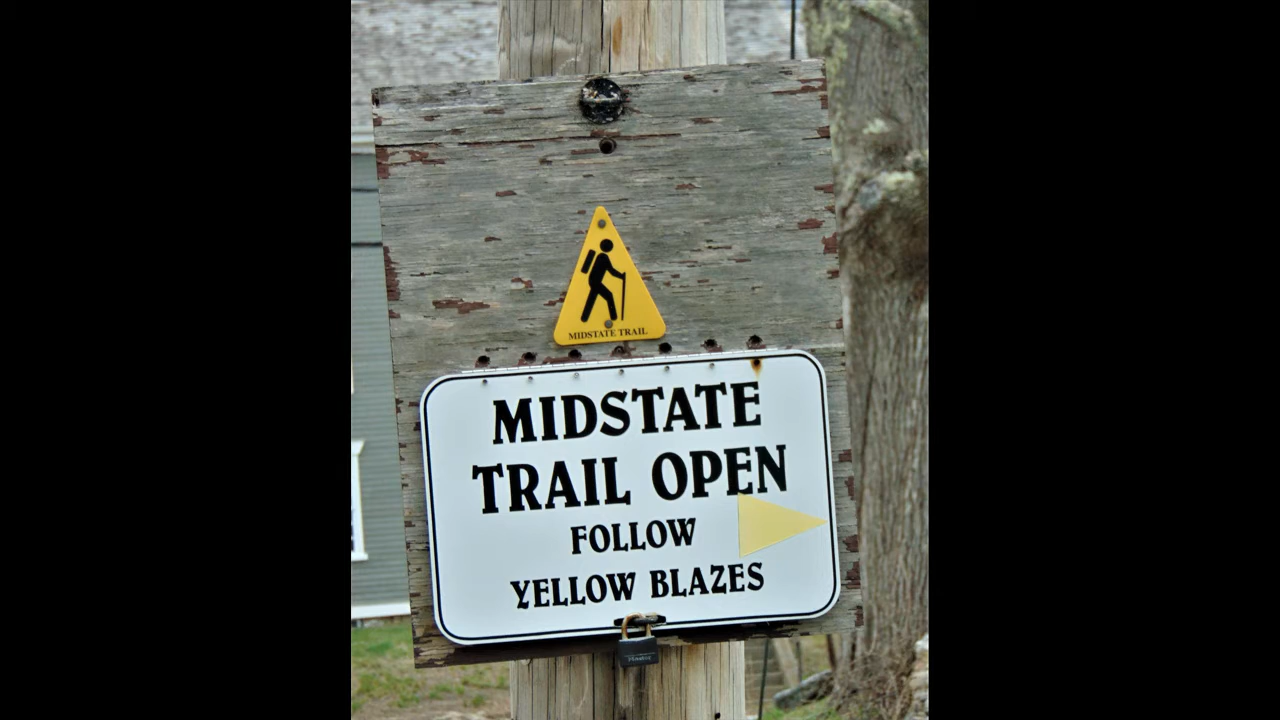 MIDSTATE TRAIL
MIDSTATE
TRAIL OPEN
FOLLOW
YELLOW BLAZES